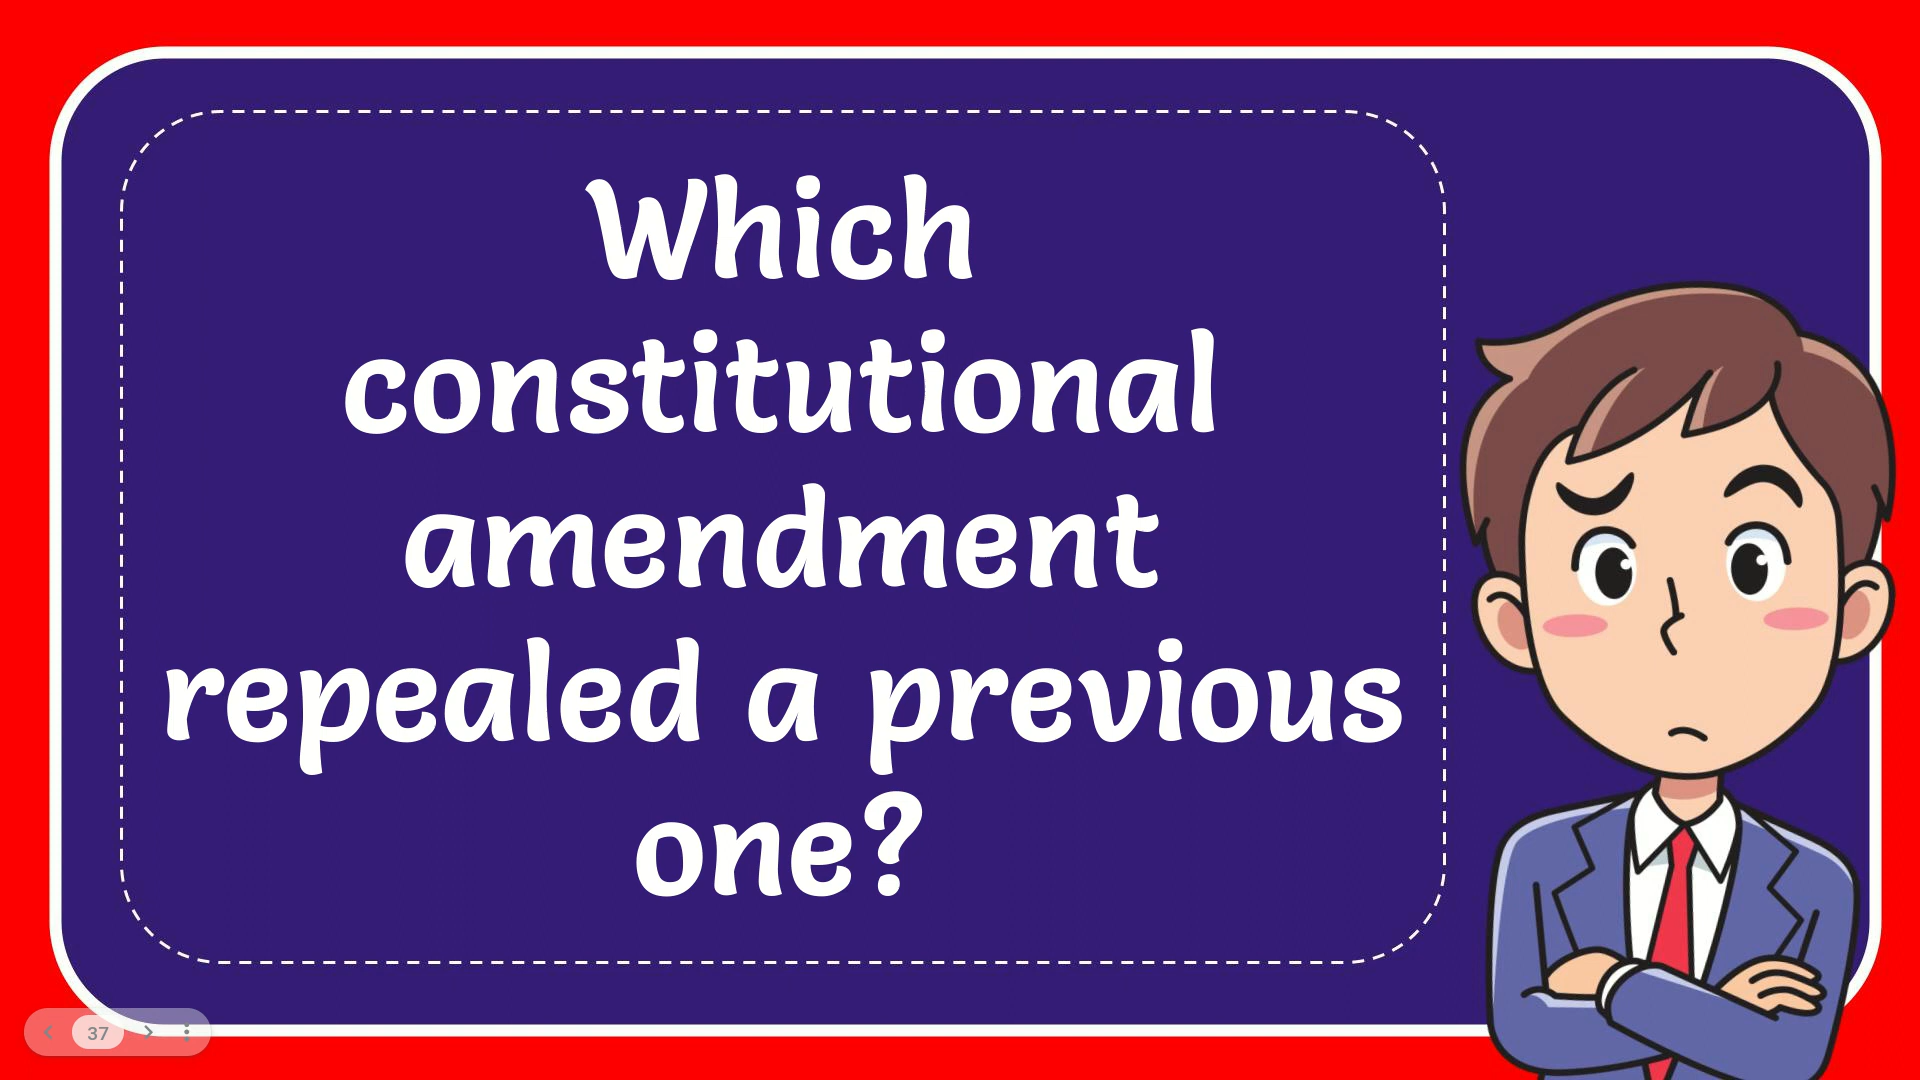 Which
constitutional
amendment
repealed a previous
one?
37